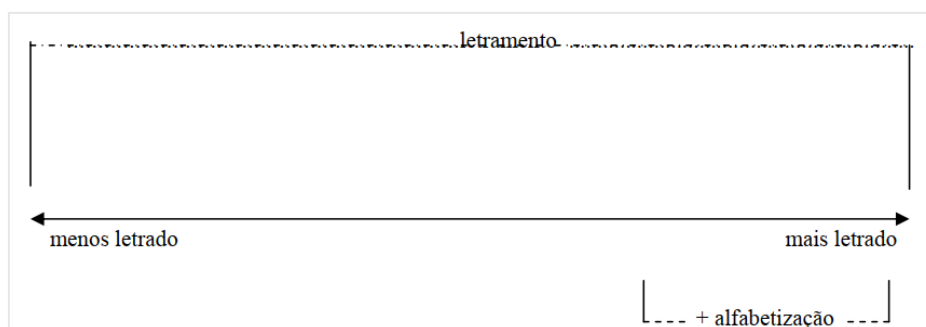 letramento
menos letrado mais letrado
+ alfabetização